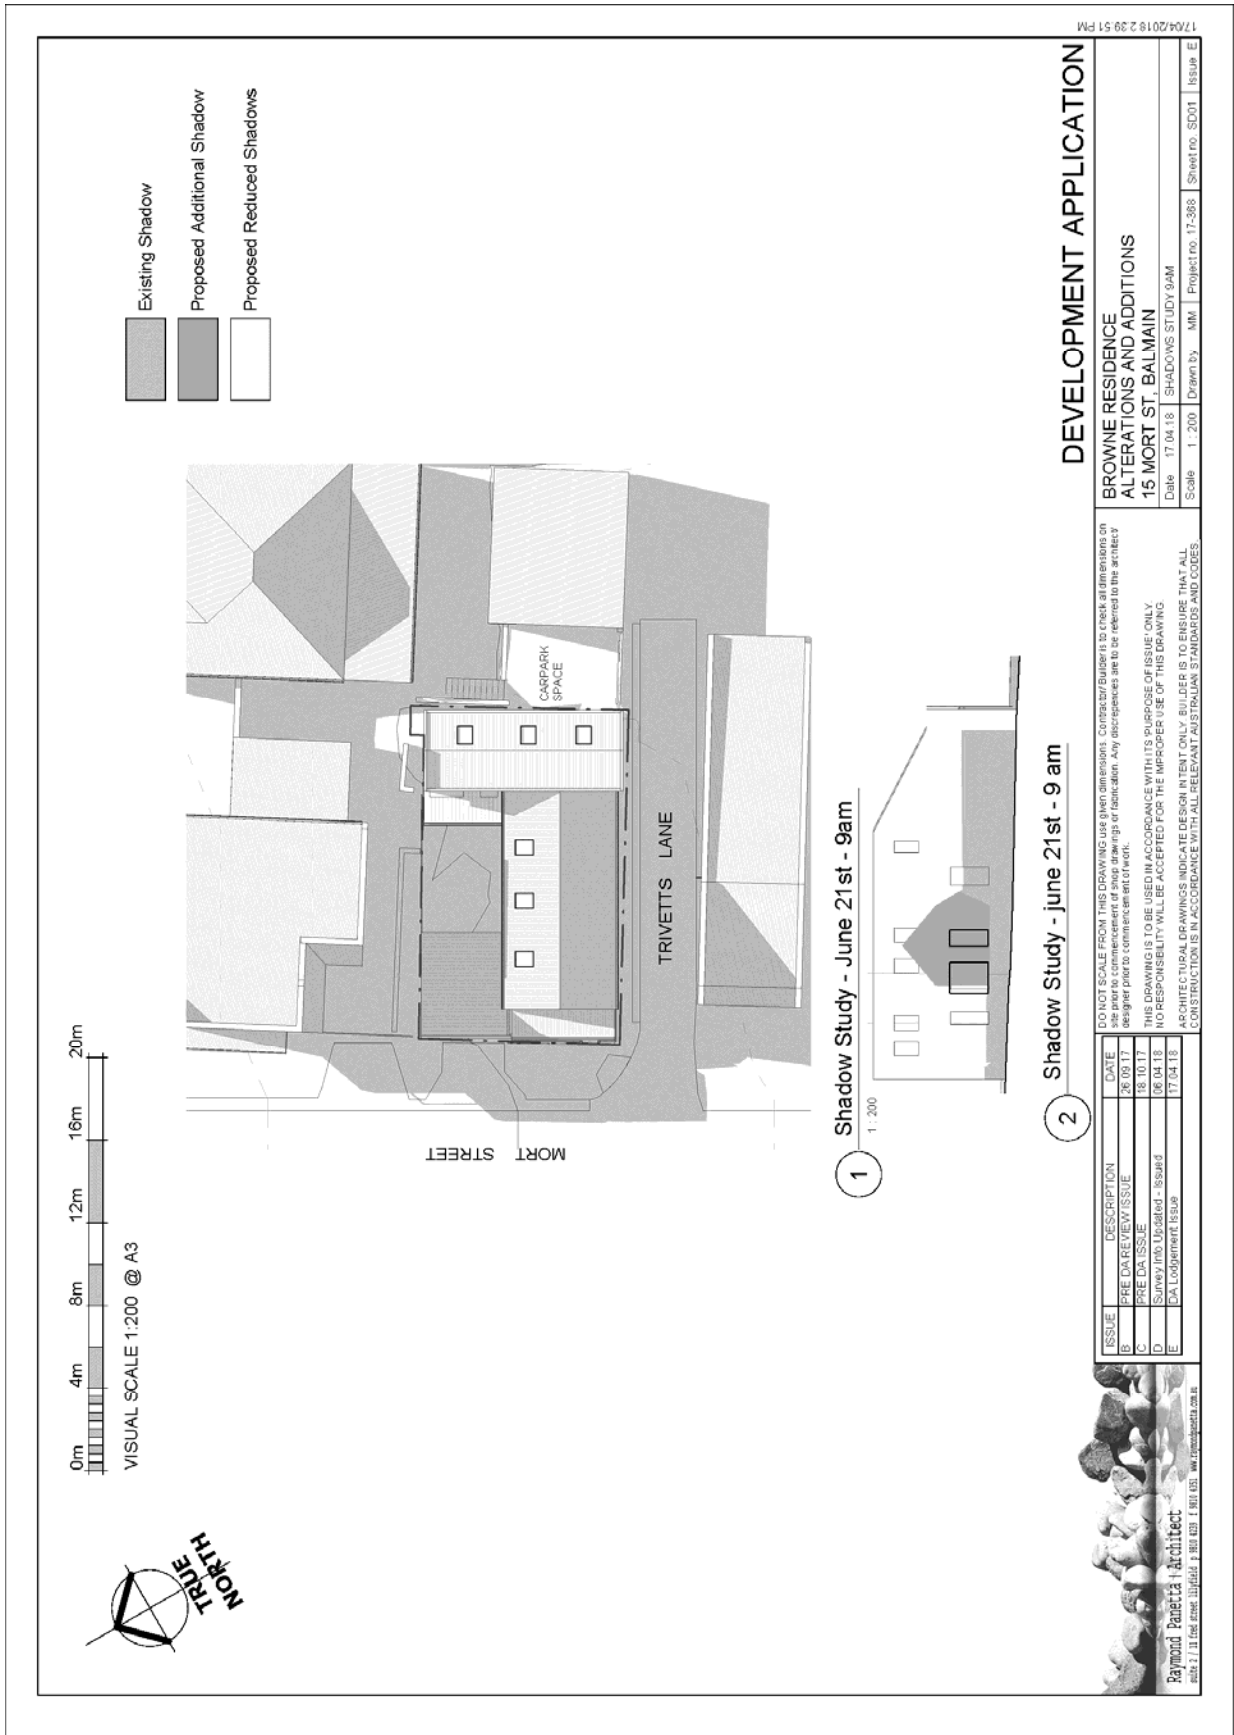 0m 4m 8m 12m 16m 20m
VISUAL SCALE 1:200 @ A3
TRUE
NORTH
Existing Shadow
Proposed Additional Shadow
Proposed Reduced Shadows
MORT STREET
CARPARK
SPACE
TRIVETTS LANE
1
Shadow Study - June 21st - 9am
1 : 200
2
Shadow Study - june 21st - 9 am
DEVELOPMENT APPLICATION
Raymond Panetta | Architect
ISSUE DESCRIPTION DATE
B PRE DA REVIEW ISSUE 26.09.17
C PRE DA ISSUE 18.10.17
D Survey Info Updated - Issued 06.04.18
E DA Lodgement Issue 17.04.18
DO NOT SCALE FROM THIS DRAWING use given dimensions. Contractor/ Builder is to check all dimensions on
site prior to commencement of shop drawings or fabrication. Any discrepancies are to be referred to the architect/
designer prior to commencement of work.
THIS DRAWING IS TO BE USED IN ACCORDANCE WITH ITS 'PURPOSE OF ISSUE' ONLY.
NO RESPONSIBILITY WILL BE ACCEPTED FOR THE IMPROPER USE OF THIS DRAWING.
ARCHITECTURAL DRAWINGS INDICATE DESIGN INTENT ONLY. BUILDER IS TO ENSURE THAT ALL
CONSTRUCTION IS IN ACCORDANCE WITH ALL RELEVANT AUSTRALIAN STANDARDS AND CODES.
BROWNE RESIDENCE
ALTERATIONS AND ADDITIONS
15 MORT ST, BALMAIN
Date 17.04.18 SHADOWS STUDY 9AM
Scale 1 : 200 Drawn by MM Project no. 17-368 Sheet no. SD01 Issue E
17/04/2018 2:39:51 PM